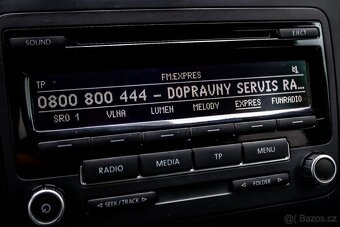 SOUND
EJECT
TP
FM:EXPRES
0800 800 444 – DOPRAVNY SERVIS RA...
SRO 1 VLNA LUMEN MELODY EXPRES FUNRADIO
RADIO MEDIA TP MENU
SEEK / TRACK FOLDER
Bazoš.cz